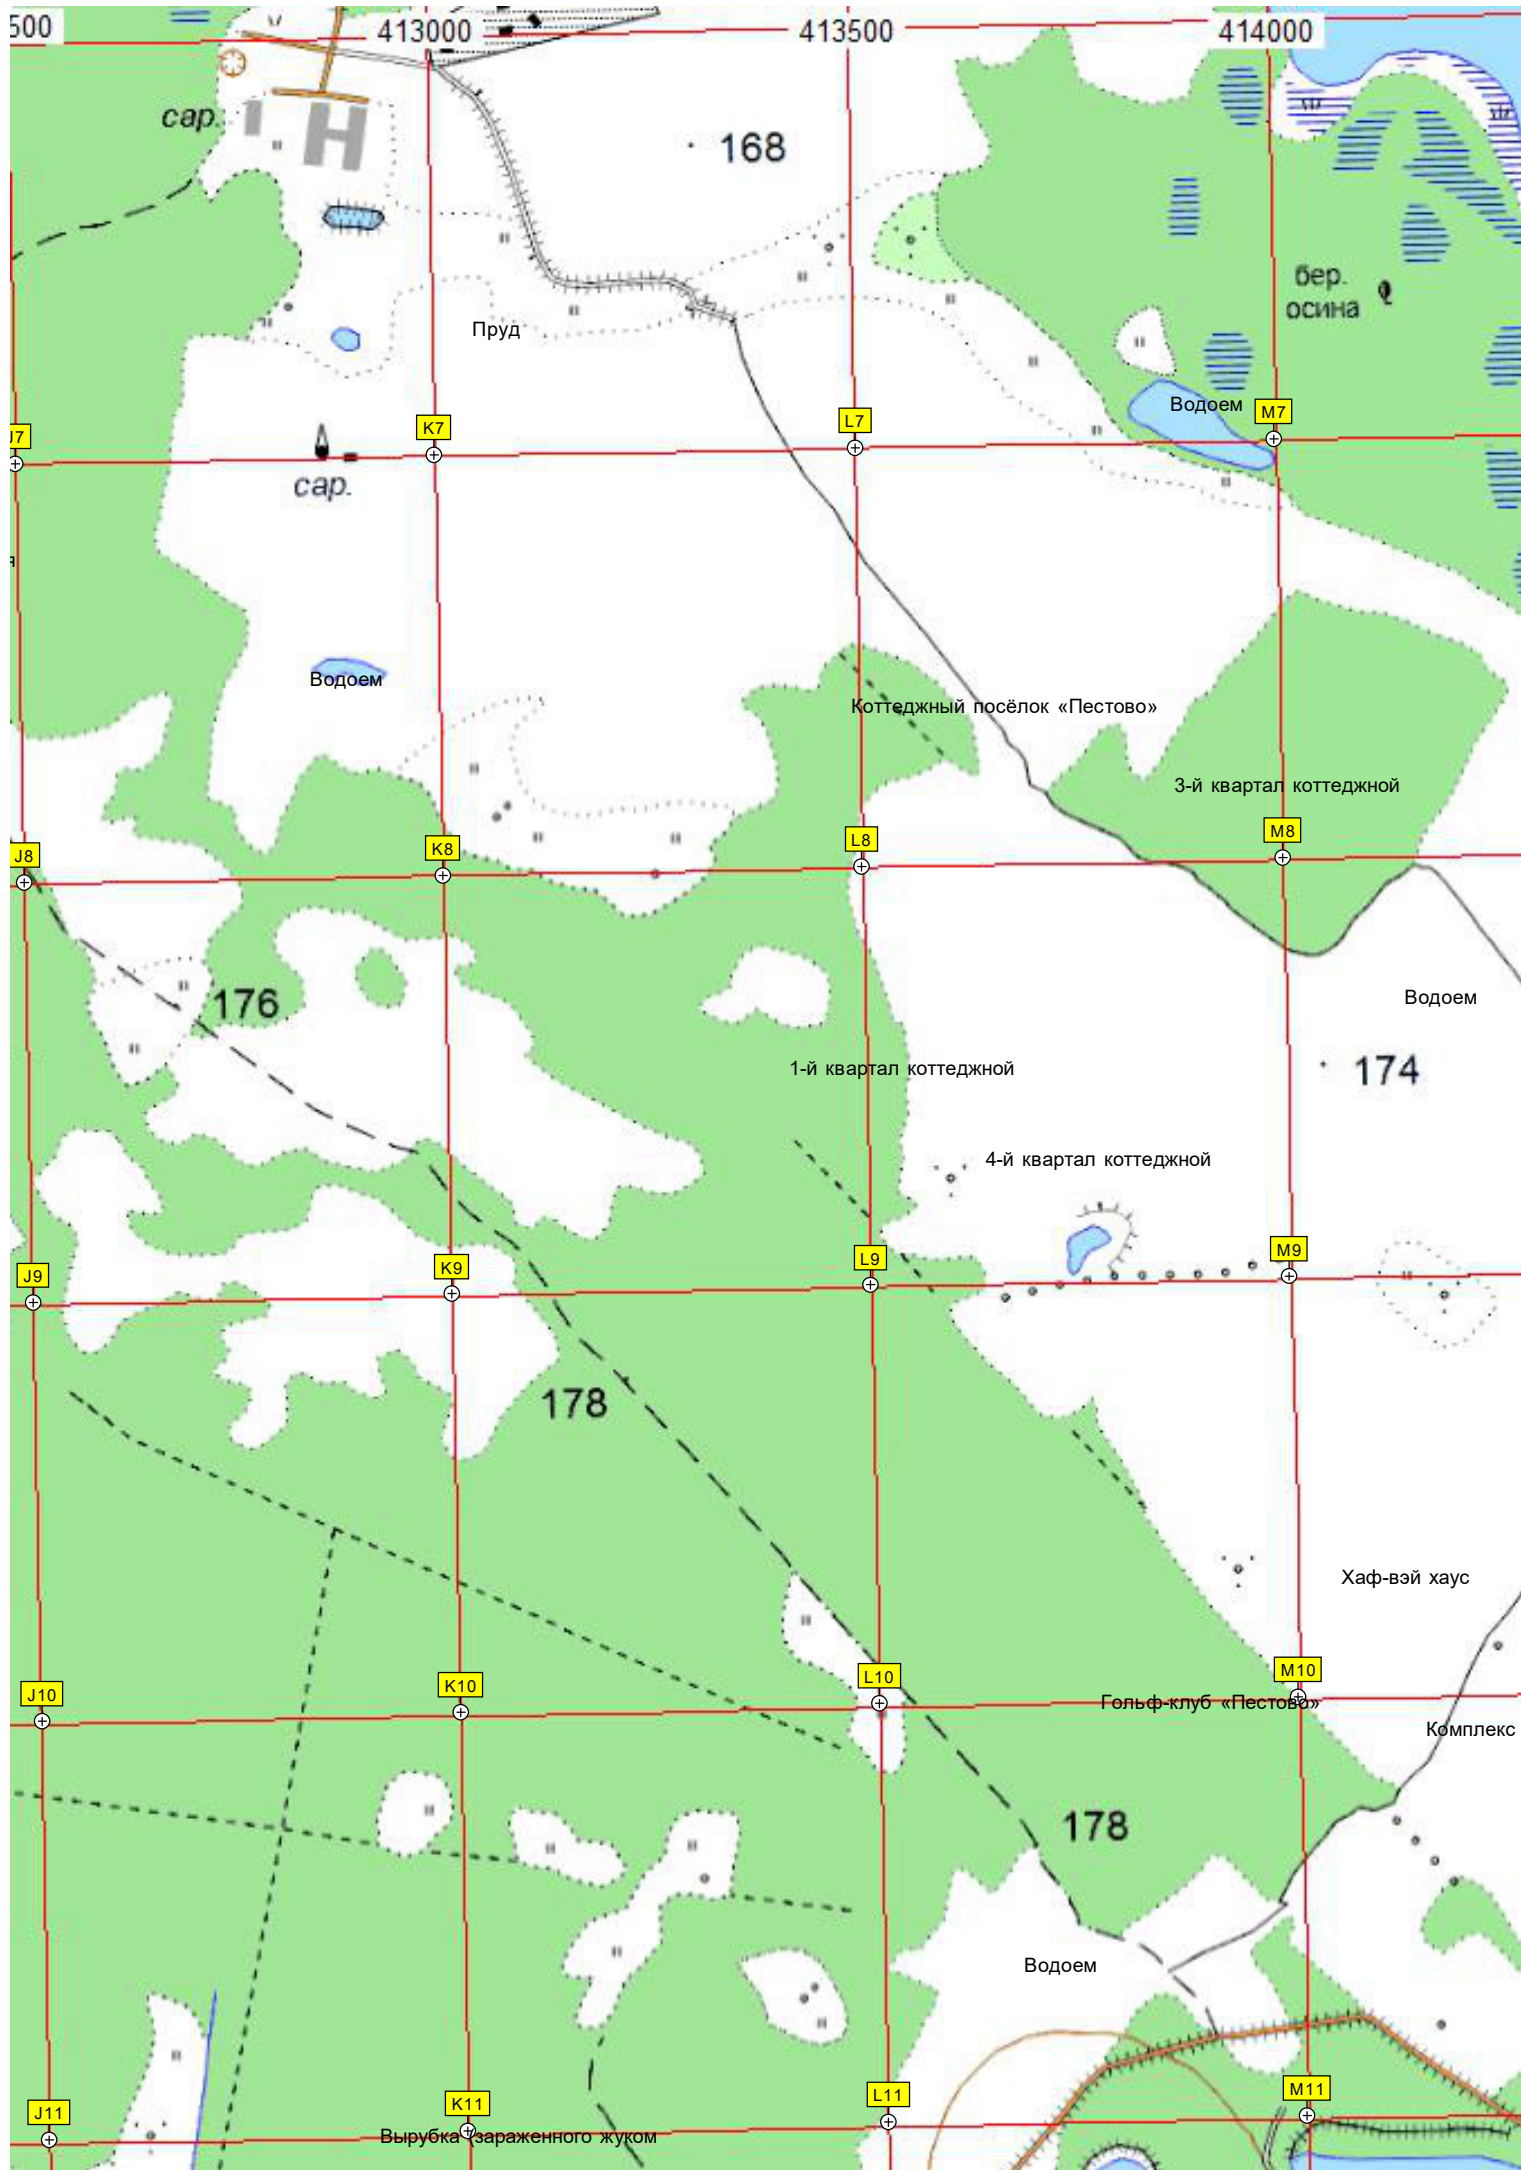 500
413000
413500
414000
сар.
168
бер.
осина
Пруд
Водоем
J7
K7
L7
M7
сар.
я
Водоем
Коттеджный посёлок «Пестово»
3-й квартал коттеджной
J8
K8
L8
M8
176
Водоем
174
1-й квартал коттеджной
4-й квартал коттеджной
J9
K9
L9
M9
178
Хаф-вэй хаус
J10
K10
L10
M10
Гольф-клуб «Пестово»
Комплекс
178
Водоем
J11
K11
L11
M11
Вырубка (зараженного жуком